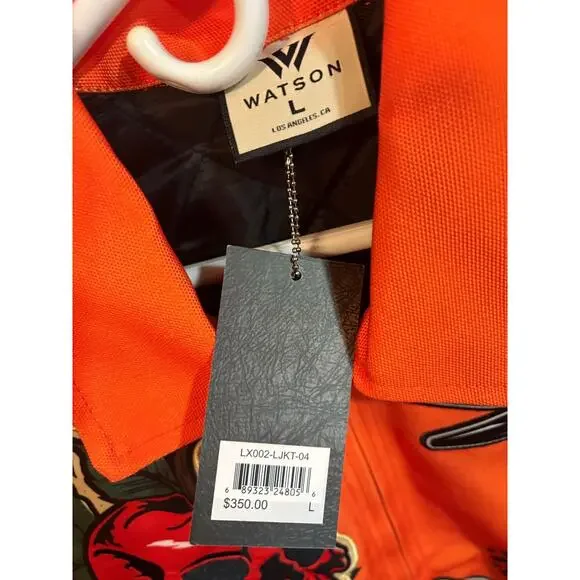 W
WATSON
L
LOS ANGELES, CA
LX002-LJKT-04
6 89323 24805 6
$350.00 L